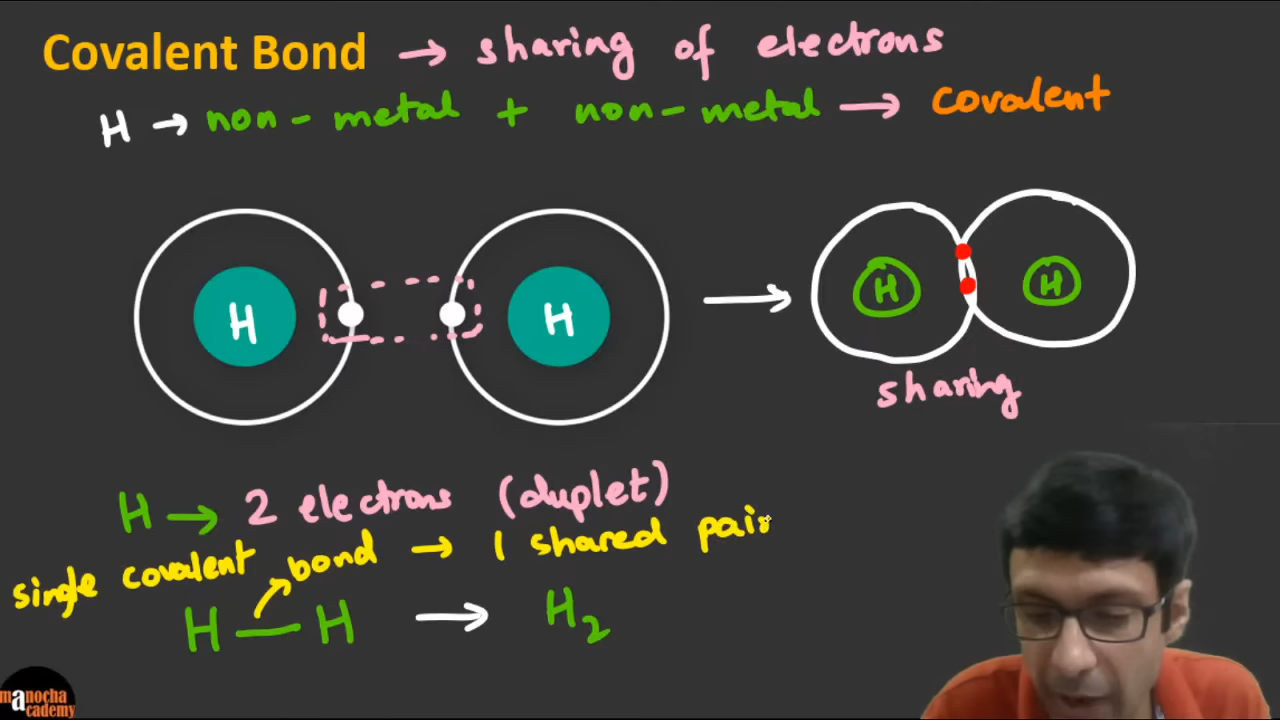 Covalent Bond → sharing of electrons
H → non-metal + non-metal → covalent
H H → H H
sharing
H → 2 electrons (duplet)
single covalent bond → 1 shared pair
H — H → H2
manocha
academy